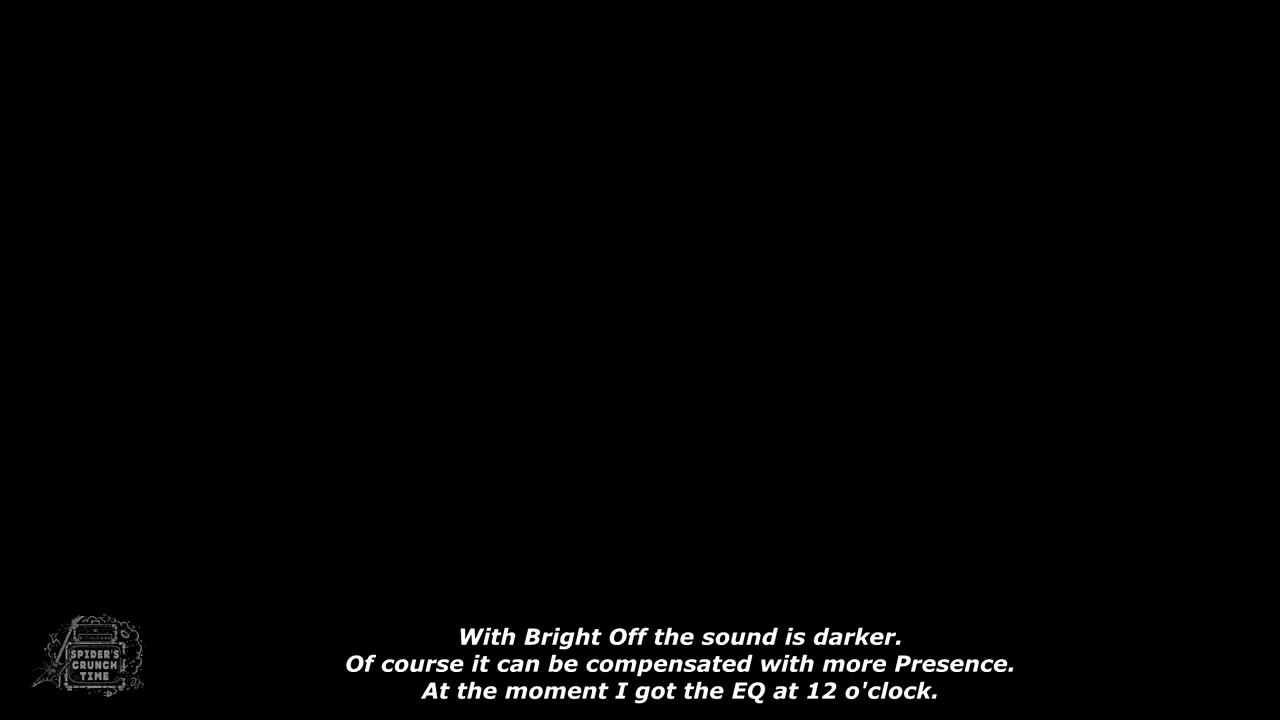 SPIDER'S
CRUNCH
TIME
With Bright Off the sound is darker.
Of course it can be compensated with more Presence.
At the moment I got the EQ at 12 o'clock.